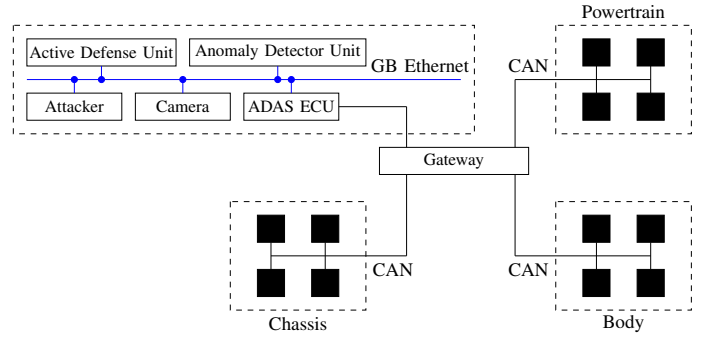 Powertrain
Active Defense Unit
Anomaly Detector Unit
GB Ethernet
CAN
Attacker
Camera
ADAS ECU
Gateway
CAN
CAN
Chassis
Body